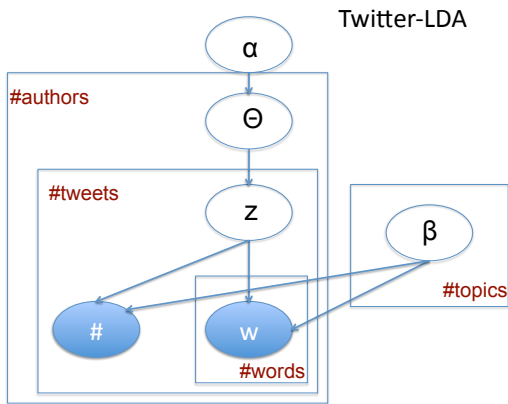 Twitter-LDA
α
#authors
Θ
#tweets
z
β
#topics
#
w
#words